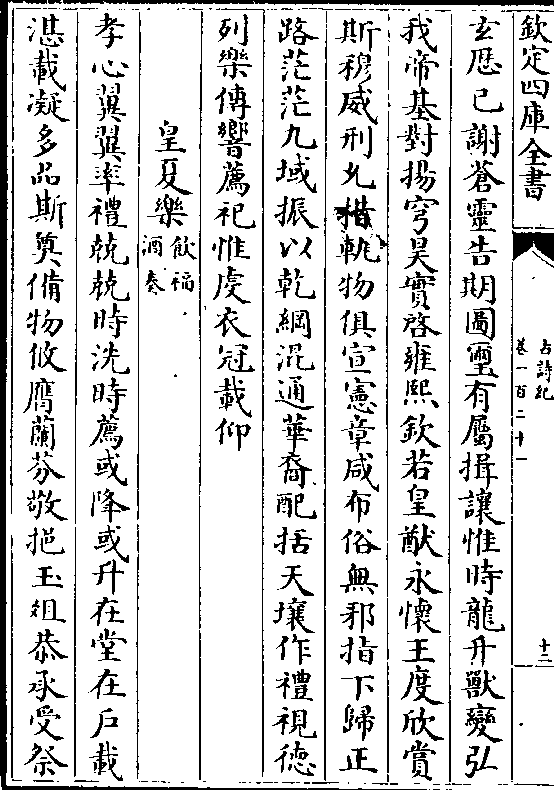 欽定四庫全書
古詩紀
卷一百二十一
十二
玄厯已謝蒼靈告期圖璽有屬揖讓惟時龍升獸變弘
我帝基對揚穹昊實啓雍熙欽若皇猷永懷王度欣賞
斯穆威刑允措軌物俱宣憲章咸布俗無邪指下歸正
路茫茫九域振以乾綱混通華裔配括天壤作禮視德
列樂傳響薦祀惟虔衣冠載仰
皇夏樂飲福酒奏
孝心翼翼率禮兢兢時洗時薦或降或升在堂在戶載
湛載凝多品斯奠備物攸膺蘭芬敬挹玉俎恭承受祭